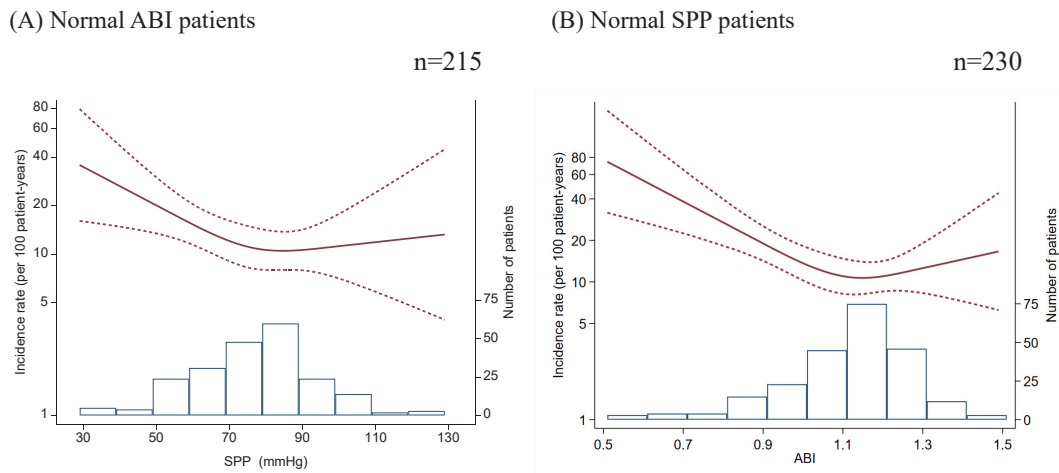 (A) Normal ABI patients
n=215
Incidence rate (per 100 patient-years)
80
60
40
20
10
5
1
Number of patients
75
50
25
0
30 50 70 90 110 130
SPP (mmHg)
(B) Normal SPP patients
n=230
Incidence rate (per 100 patient-years)
80
60
40
20
10
5
1
Number of patients
75
50
25
0
0.5 0.7 0.9 1.1 1.3 1.5
ABI